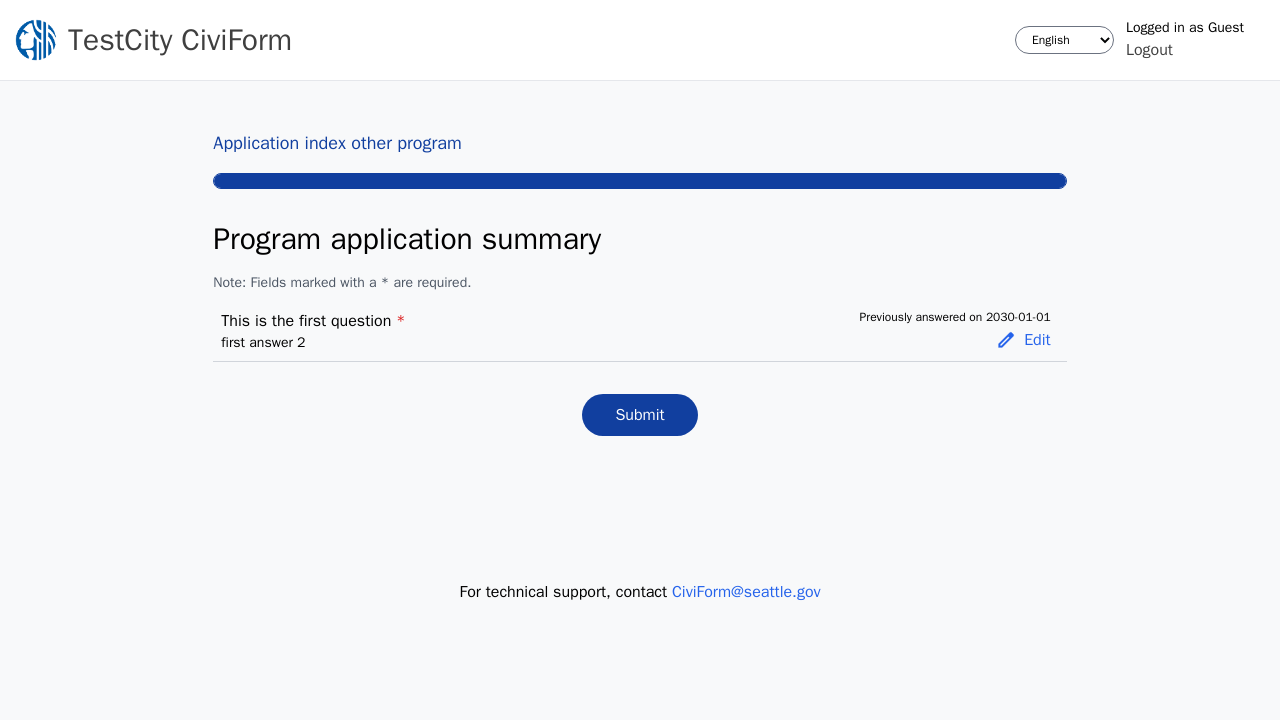 TestCity CiviForm
English
Logged in as Guest
Logout
Application index other program
Program application summary
Note: Fields marked with a * are required.
This is the first question *
Previously answered on 2030-01-01
first answer 2
Edit
Submit
For technical support, contact CiviForm@seattle.gov